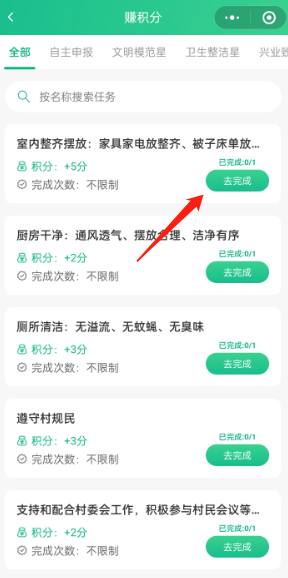 赚积分
全部 自主申报 文明模范星 卫生整洁星 兴业致
按名称搜索任务
室内整齐摆放：家具家电放整齐、被子床单放...
积分：+5分
已完成:0/1
完成次数：不限制
去完成
厨房干净：通风透气、摆放合理、洁净有序
积分：+2分
已完成:0/1
完成次数：不限制
去完成
厕所清洁：无溢流、无蚊蝇、无臭味
积分：+3分
已完成:0/1
完成次数：不限制
去完成
遵守村规民
积分：+3分
已完成:0/1
完成次数：不限制
去完成
支持和配合村委会工作，积极参与村民会议等...
积分：+2分
已完成:0/1
完成次数：不限制
去完成